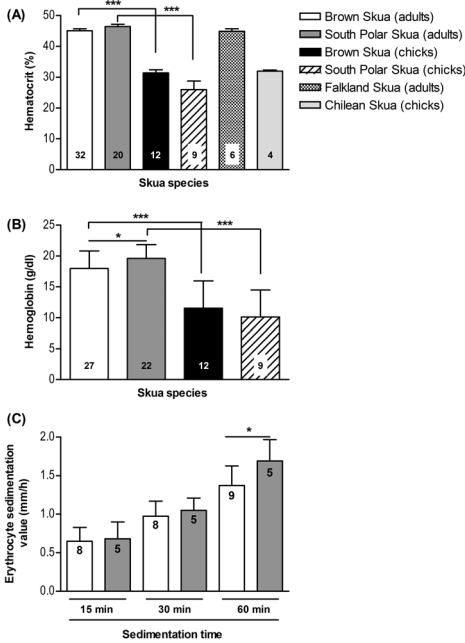 (A)
***
***
50
40
30
20
10
0
Hematocrit (%)
32
20
12
9
6
4
Skua species
Brown Skua (adults)
South Polar Skua (adults)
Brown Skua (chicks)
South Polar Skua (chicks)
Falkland Skua (adults)
Chilean Skua (chicks)
(B)
***
***
*
25
20
15
10
5
0
Hemoglobin (g/dl)
27
22
12
9
Skua species
(C)
*
2.0
1.5
1.0
0.5
0.0
Erythrocyte sedimentation
value (mm/h)
8
5
8
5
9
5
15 min
30 min
60 min
Sedimentation time